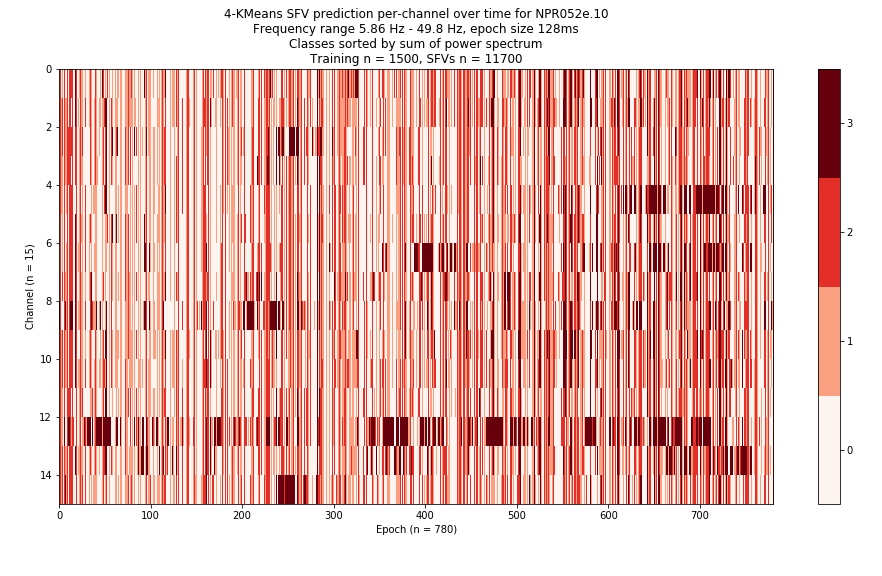 4-KMeans SFV prediction per-channel over time for NPR052e.10
Frequency range 5.86 Hz - 49.8 Hz, epoch size 128ms
Classes sorted by sum of power spectrum
Training n = 1500, SFVs n = 11700
0
2
4
6
8
10
12
14
Channel (n = 15)
0 100 200 300 400 500 600 700
Epoch (n = 780)
3
2
1
0